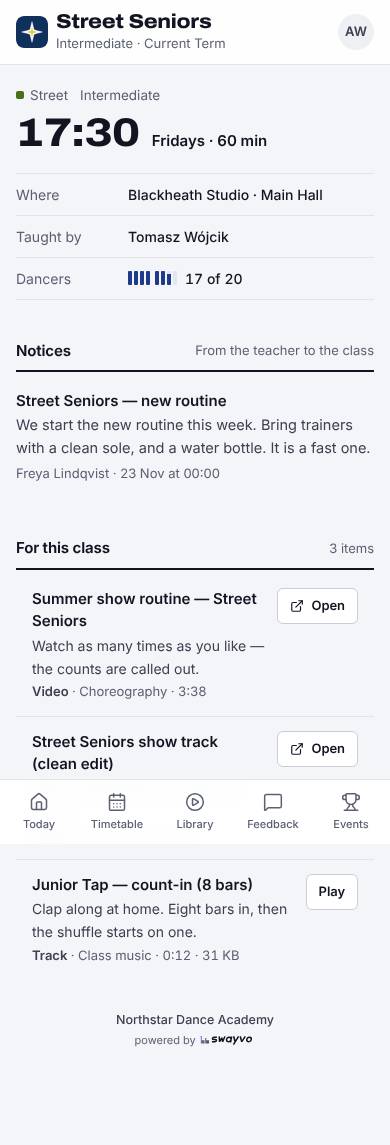 Street Seniors
Intermediate · Current Term
AW
Street Intermediate
17:30 Fridays · 60 min
Where Blackheath Studio · Main Hall
Taught by Tomasz Wójcik
Dancers 17 of 20
Notices From the teacher to the class
Street Seniors — new routine
We start the new routine this week. Bring trainers
with a clean sole, and a water bottle. It is a fast one.
Freya Lindqvist · 23 Nov at 00:00
For this class 3 items
Summer show routine — Street
Seniors
Open
Watch as many times as you like —
the counts are called out.
Video · Choreography · 3:38
Street Seniors show track
(clean edit)
Open
Today Timetable Library Feedback Events
Junior Tap — count-in (8 bars)
Play
Clap along at home. Eight bars in, then
the shuffle starts on one.
Track · Class music · 0:12 · 31 KB
Northstar Dance Academy
powered by swayvo